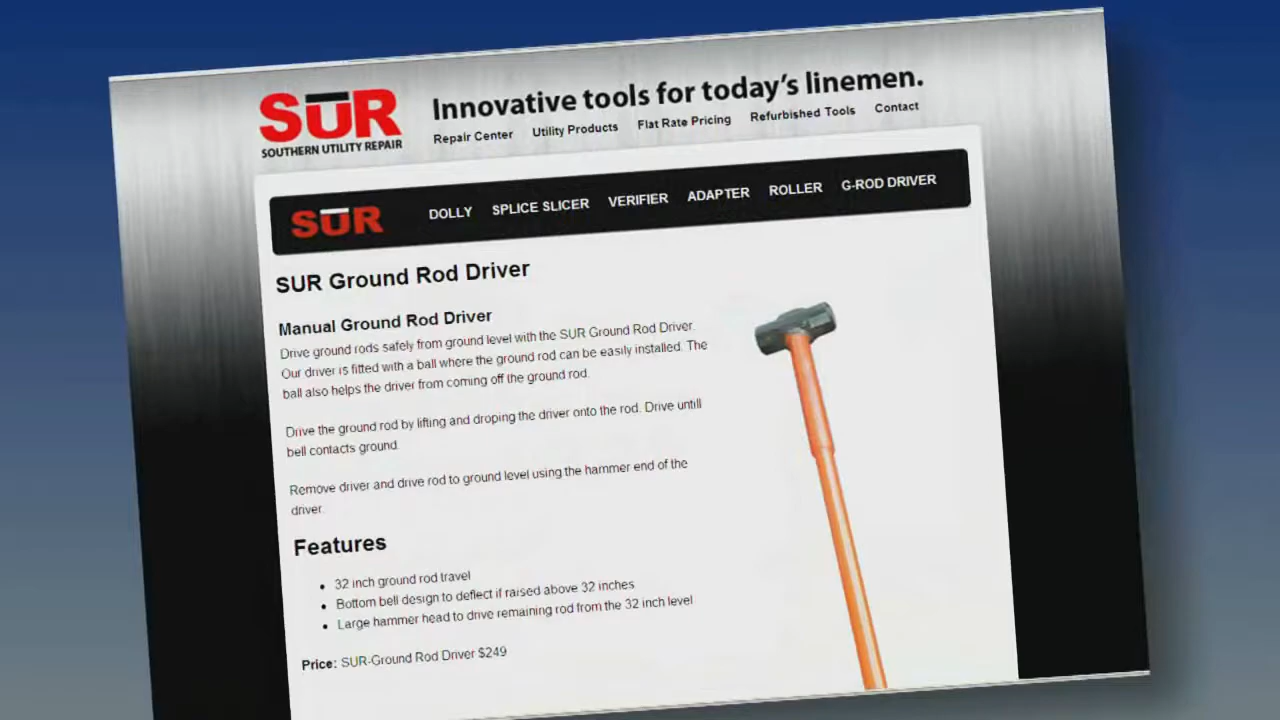 SUR
SOUTHERN UTILITY REPAIR
Innovative tools for today's linemen.
Repair Center Utility Products Flat Rate Pricing Refurbished Tools Contact
SUR DOLLY SPLICE SLICER VERIFIER ADAPTER ROLLER G-ROD DRIVER
SUR Ground Rod Driver
Manual Ground Rod Driver
Drive ground rods safely from ground level with the SUR Ground Rod Driver.
Our driver is fitted with a ball where the ground rod can be easily installed. The
ball also helps the driver from coming off the ground rod.
Drive the ground rod by lifting and droping the driver onto the rod. Drive untill
bell contacts ground.
Remove driver and drive rod to ground level using the hammer end of the
driver.
Features
• 32 inch ground rod travel
• Bottom bell design to deflect if raised above 32 inches
• Large hammer head to drive remaining rod from the 32 inch level
Price: SUR-Ground Rod Driver $249